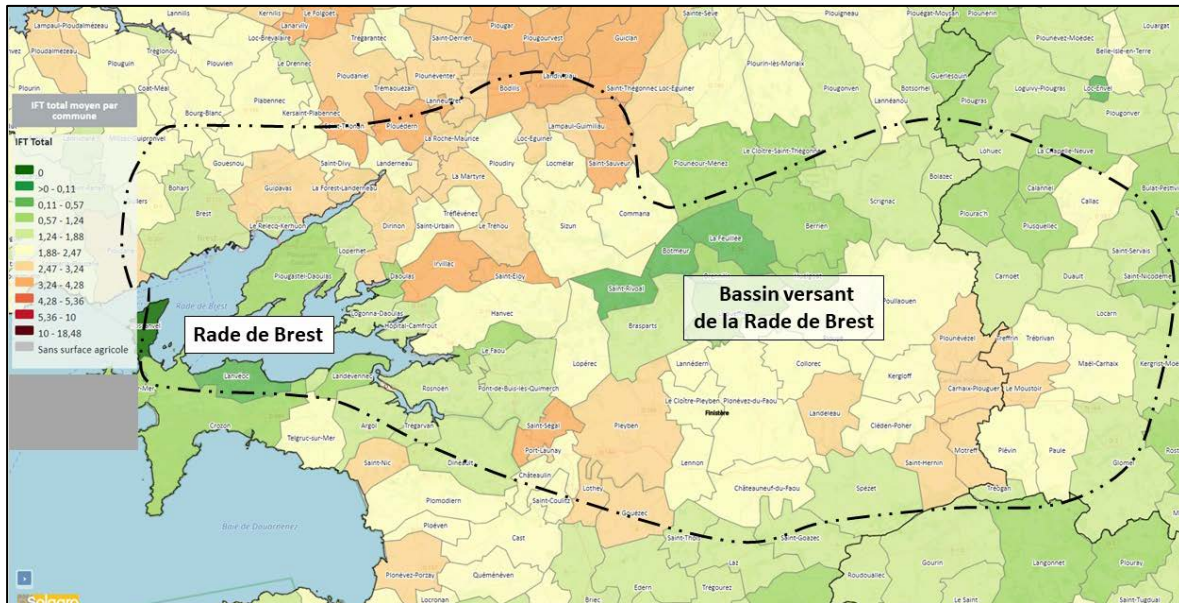 IFT total moyen par
commune
IFT Total
0
>0 - 0,11
0,11 - 0,57
0,57 - 1,24
1,24 - 1,88
1,88- 2,47
2,47 - 3,24
3,24 - 4,28
4,28 - 5,36
5,36 - 10
10 - 18,48
Sans surface agricole
Rade de Brest
Bassin versant
de la Rade de Brest
Rade de Brest
Baie de Douarnenez
Finistère
Solagro
Lampaul-Ploudalmézeau
Lannilis
Kernilis
Le Folgoët
Plougar
Sainte-Sève
Plouigneau
Plouégat-Moysan
Plounérin
Louargat
Ploudalmézeau
Tréglonou
Loc-Brévalaire
Lanarvily
Trégarantec
Saint-Derrien
Plougourvest
Guiclan
Plounévez-Moëdec
Belle-Isle-en-Terre
Plouguin
Plouvien
Le Drennec
Ploudaniel
Plounéventer
Landivisiau
Plourin-lès-Morlaix
Guerlesquin
Plourin
Coat-Méal
Plabennec
Trémaouézan
Bodilis
Saint-Thégonnec Loc-Eguiner
Plougonven
Botsorhel
Loguivy-Plougras
Loc-Envel
Bourg-Blanc
Kersaint-Plabennec
Lanneuffret
Lannéanou
Plougras
Plougonver
Plouédern
La Roche-Maurice
Loc-Eguiner
Lampaul-Guimiliau
Gouesnou
Saint-Divy
Landerneau
Ploudiry
Locmélar
Saint-Sauveur
Plounéour-Ménez
Le Cloître-Saint-Thégonnec
Lohuec
La Chapelle-Neuve
Bohars
Guipavas
La Forest-Landerneau
La Martyre
Bolazec
Calanhel
Callac
Brest
Tréflévénez
Commana
Scrignac
Plourac'h
Plusquellec
Le Relecq-Kerhuon
Dirinon
Saint-Urbain
Le Tréhou
Sizun
Berrien
Loperhet
Botmeur
La Feuillée
Saint-Servais
Irvillac
Saint-Eloy
Carnoët
Duault
Saint-Nicodème
Plougastel-Daoulas
Daoulas
Saint-Rivoal
Poullaouen
Logonna-Daoulas
Hanvec
Brasparts
Locarn
Hôpital-Camfrout
Plounévézel
Treffrin
Trébrivan
Le Faou
Lopérec
Lannédern
Collorec
Maël-Carhaix
Lanvéoc
Landévennec
Rosnoën
Pont-de-Buis-lès-Quimerch
Kergloff
Carhaix-Plouguer
Le Moustoir
Crozon
Argol
Trégarvan
Le Cloître-Pleyben
Plonévez-du-Faou
Saint-Ségal
Pleyben
Landeleau
Cléden-Poher
Telgruc-sur-Mer
Port-Launay
Motreff
Plévin
Paule
Saint-Nic
Dinéault
Châteaulin
Lennon
Saint-Hernin
Glomel
Lothey
Châteauneuf-du-Faou
Spézet
Tréogan
Plomodiern
Saint-Coulitz
Gouézec
Ploéven
Cast
Saint-Thois
Saint-Goazec
Plonévez-Porzay
Quéménéven
Laz
Gourin
Langonnet
Plouray
Edern
Trégourez
Roudouallec
Locronan
Briec
Le Saint
Saint-Tugdual